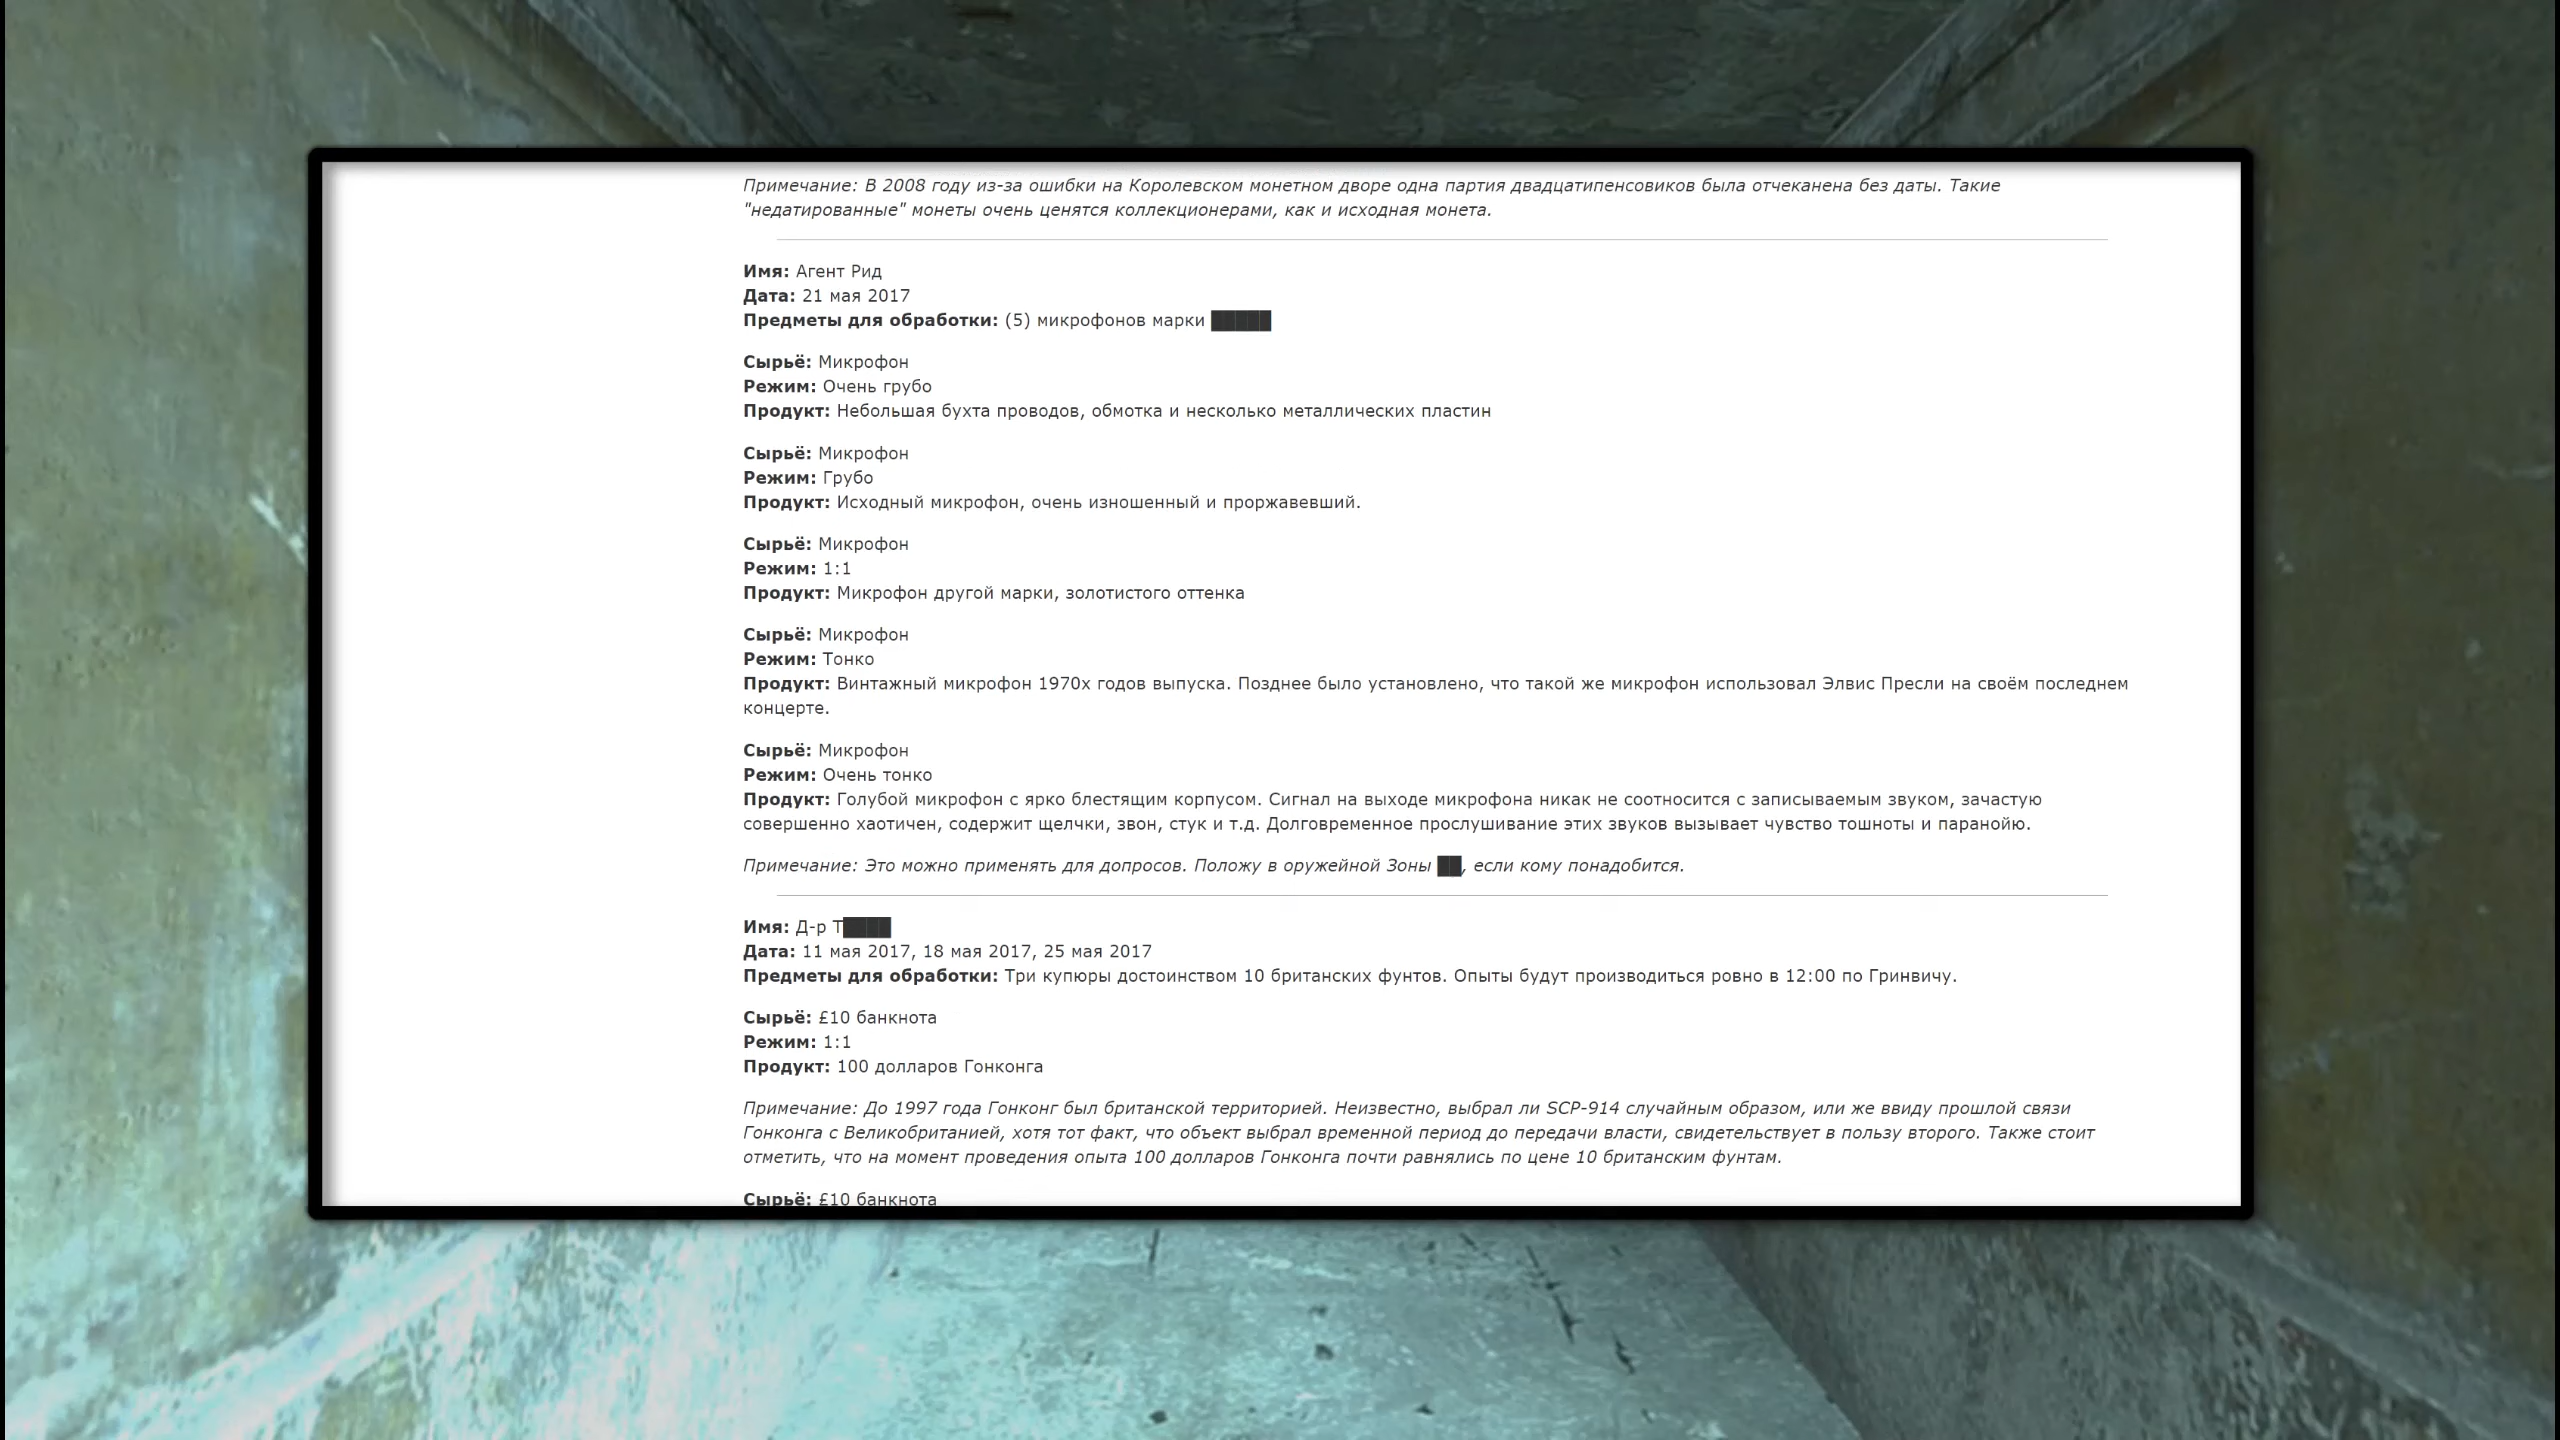 Примечание: В 2008 году из-за ошибки на Королевском монетном дворе одна партия двадцатипенсовиков была отчеканена без даты. Такие
"недатированные" монеты очень ценятся коллекционерами, как и исходная монета.
Имя: Агент Рид
Дата: 21 мая 2017
Предметы для обработки: (5) микрофонов марки █████
Сырьё: Микрофон
Режим: Очень грубо
Продукт: Небольшая бухта проводов, обмотка и несколько металлических пластин
Сырьё: Микрофон
Режим: Грубо
Продукт: Исходный микрофон, очень изношенный и проржавевший.
Сырьё: Микрофон
Режим: 1:1
Продукт: Микрофон другой марки, золотистого оттенка
Сырьё: Микрофон
Режим: Тонко
Продукт: Винтажный микрофон 1970х годов выпуска. Позднее было установлено, что такой же микрофон использовал Элвис Пресли на своём последнем
концерте.
Сырьё: Микрофон
Режим: Очень тонко
Продукт: Голубой микрофон с ярко блестящим корпусом. Сигнал на выходе микрофона никак не соотносится с записываемым звуком, зачастую
совершенно хаотичен, содержит щелчки, звон, стук и т.д. Долговременное прослушивание этих звуков вызывает чувство тошноты и паранойю.
Примечание: Это можно применять для допросов. Положу в оружейной Зоны ██, если кому понадобится.
Имя: Д-р Т████
Дата: 11 мая 2017, 18 мая 2017, 25 мая 2017
Предметы для обработки: Три купюры достоинством 10 британских фунтов. Опыты будут производиться ровно в 12:00 по Гринвичу.
Сырьё: £10 банкнота
Режим: 1:1
Продукт: 100 долларов Гонконга
Примечание: До 1997 года Гонконг был британской территорией. Неизвестно, выбрал ли SCP-914 случайным образом, или же ввиду прошлой связи
Гонконга с Великобританией, хотя тот факт, что объект выбрал временной период до передачи власти, свидетельствует в пользу второго. Также стоит
отметить, что на момент проведения опыта 100 долларов Гонконга почти равнялись по цене 10 британским фунтам.
Сырьё: £10 банкнота